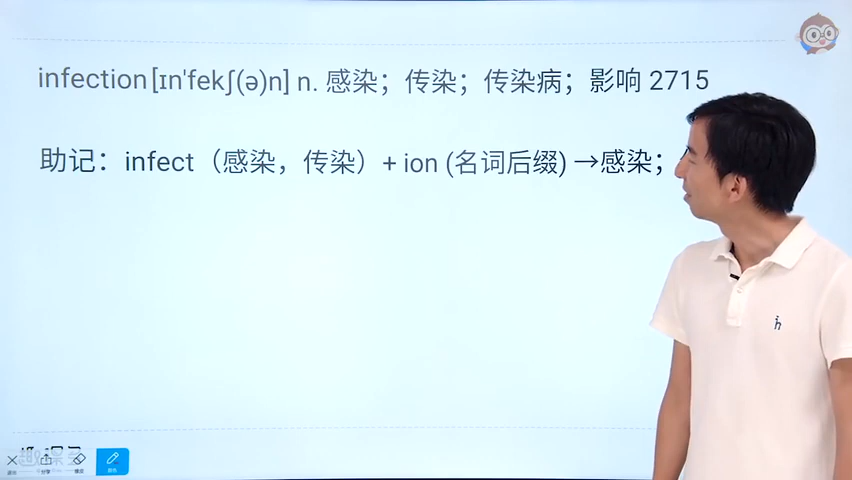 infection[ɪn'fekʃ(ə)n] n. 感染；传染；传染病；影响 2715
助记：infect（感染，传染）+ ion (名词后缀) →感染；